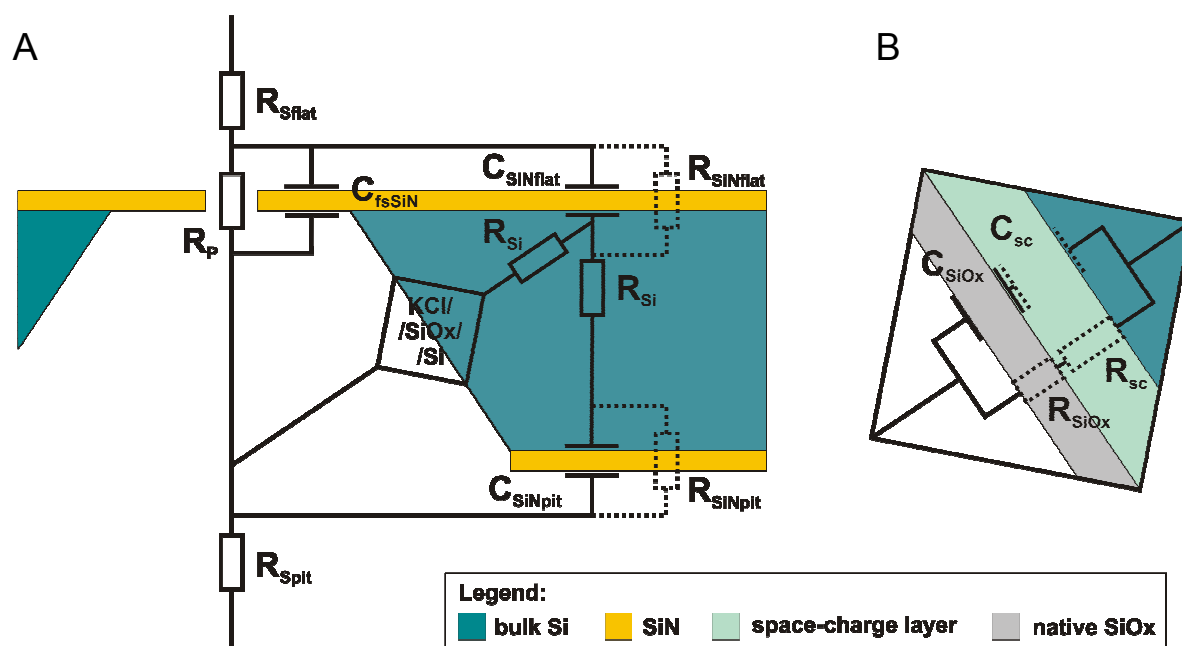 A
B
RSflat
CSiNflat
RSiNflat
CfsSiN
RP
RSi
RSi
KCl/
/SiOx/
/Si
CSiNpit
RSiNpit
RSpit
Csc
CSiOx
Rsc
RSiOx
Legend:
bulk Si
SiN
space-charge layer
native SiOx